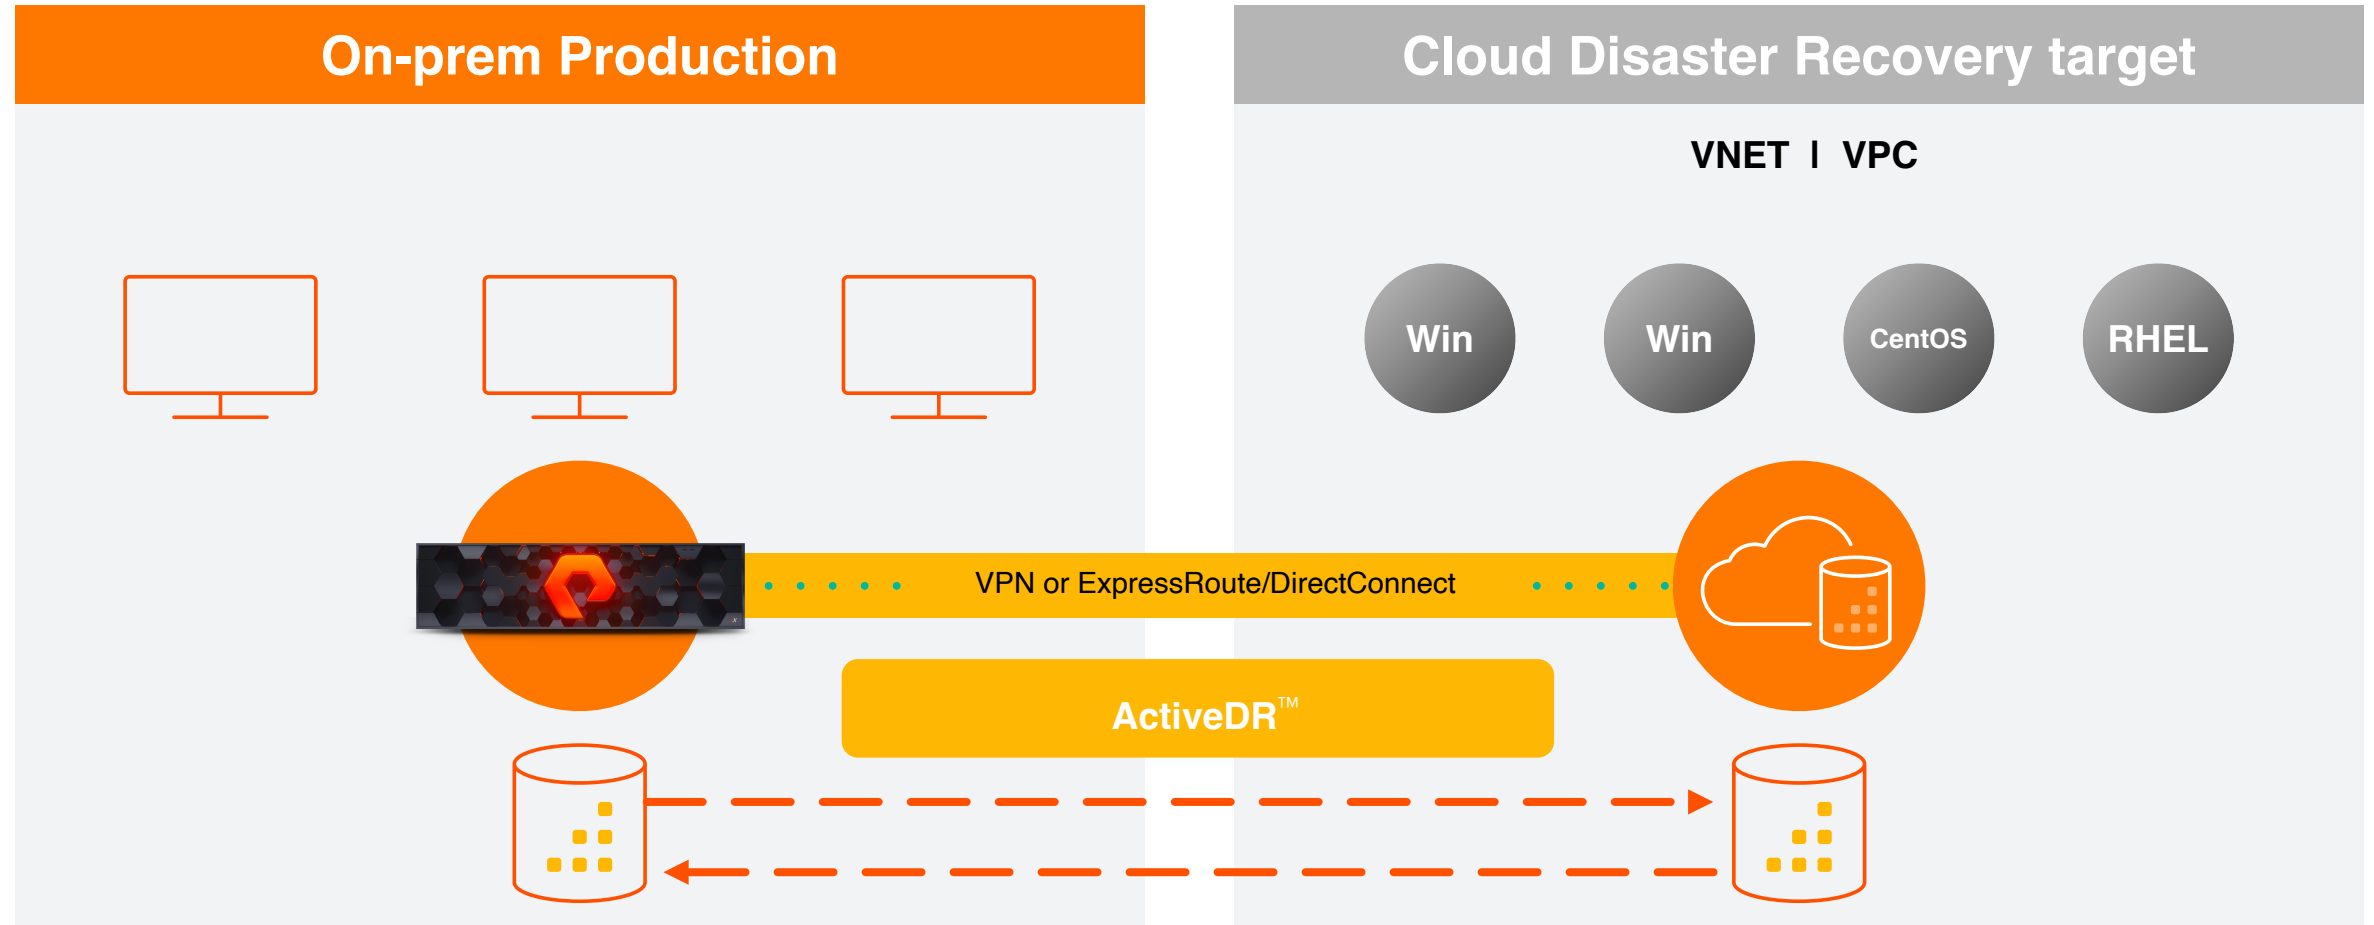 On-prem Production
Cloud Disaster Recovery target
VNET | VPC
Win
Win
CentOS
RHEL
VPN or ExpressRoute/DirectConnect
ActiveDR™